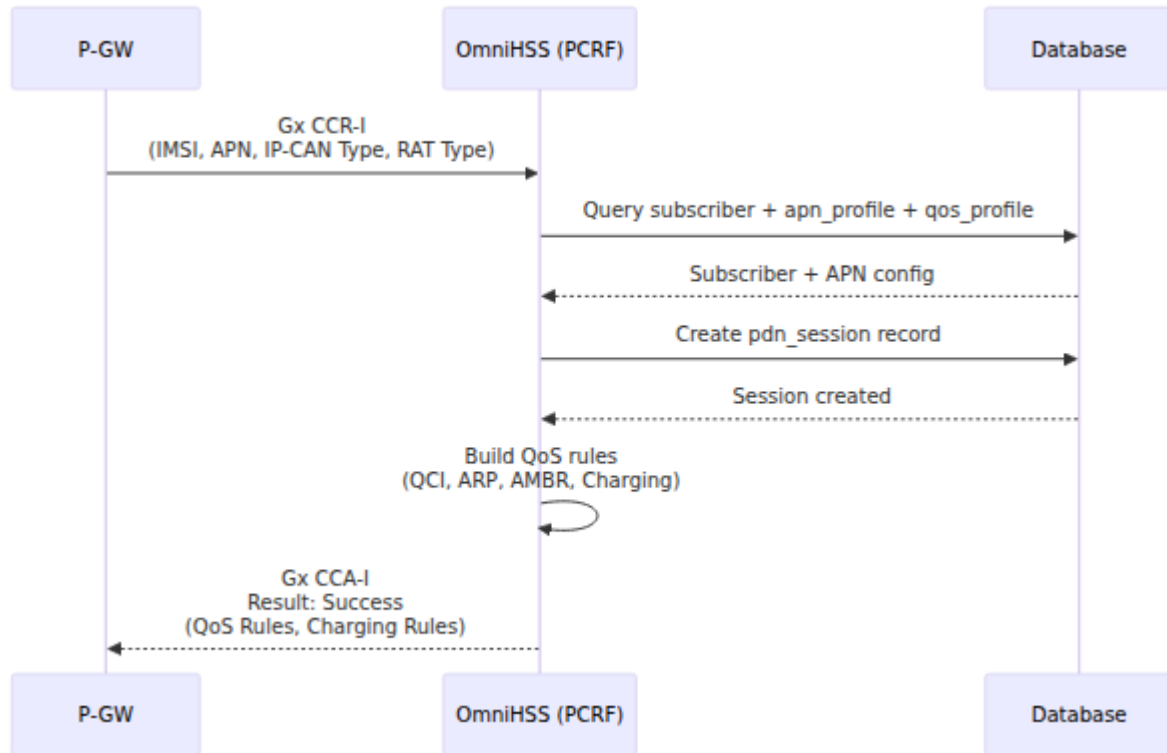 P-GW
OmniHSS (PCRF)
Database
Gx CCR-I
(IMSI, APN, IP-CAN Type, RAT Type)
Query subscriber + apn_profile + qos_profile
Subscriber + APN config
Create pdn_session record
Session created
Build QoS rules
(QCI, ARP, AMBR, Charging)
Gx CCA-I
Result: Success
(QoS Rules, Charging Rules)
P-GW
OmniHSS (PCRF)
Database